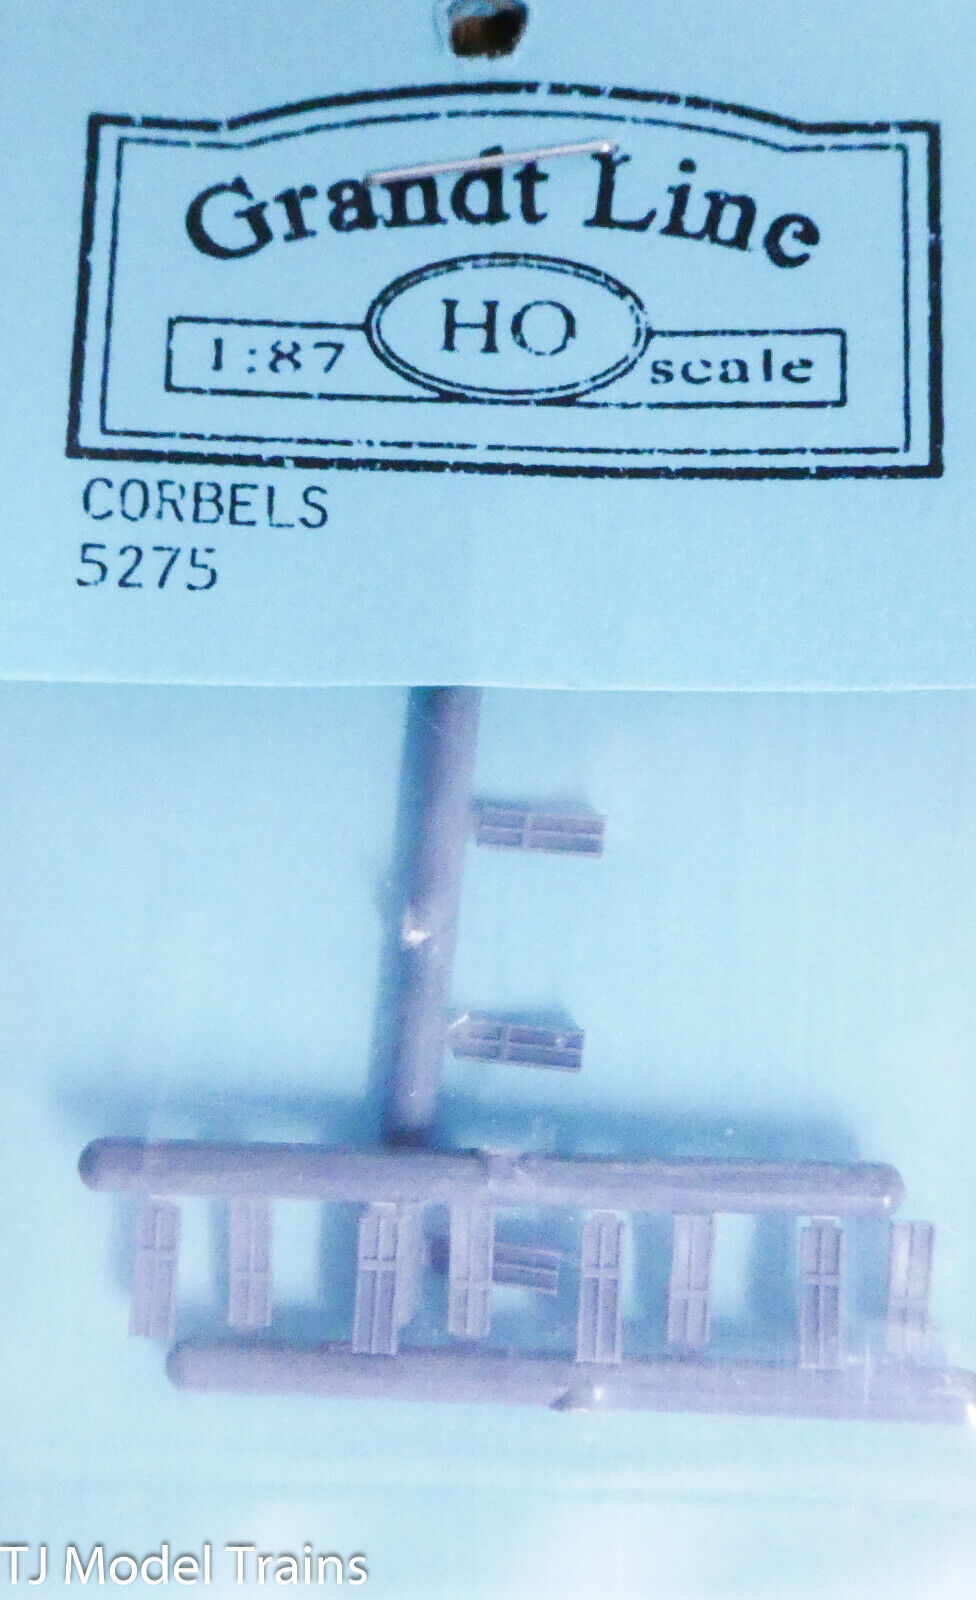 Grandt Line
1:87 HO scale
CORBELS
5275
TJ Model Trains